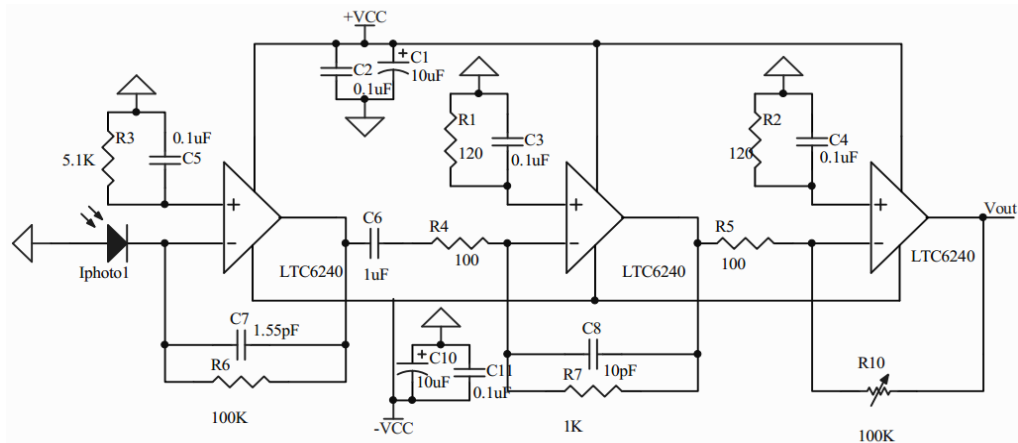 +VCC
C2
0.1uF
+
C1
10uF
R3
5.1K
0.1uF
C5
R1
120
C3
0.1uF
R2
120
C4
0.1uF
+
−
+
−
+
−
Iphoto1
LTC6240
C6
1uF
R4
100
LTC6240
R5
100
LTC6240
Vout
C7
1.55pF
R6
100K
+
C10
10uF
C11
0.1uF
-VCC
C8
10pF
R7
1K
R10
100K